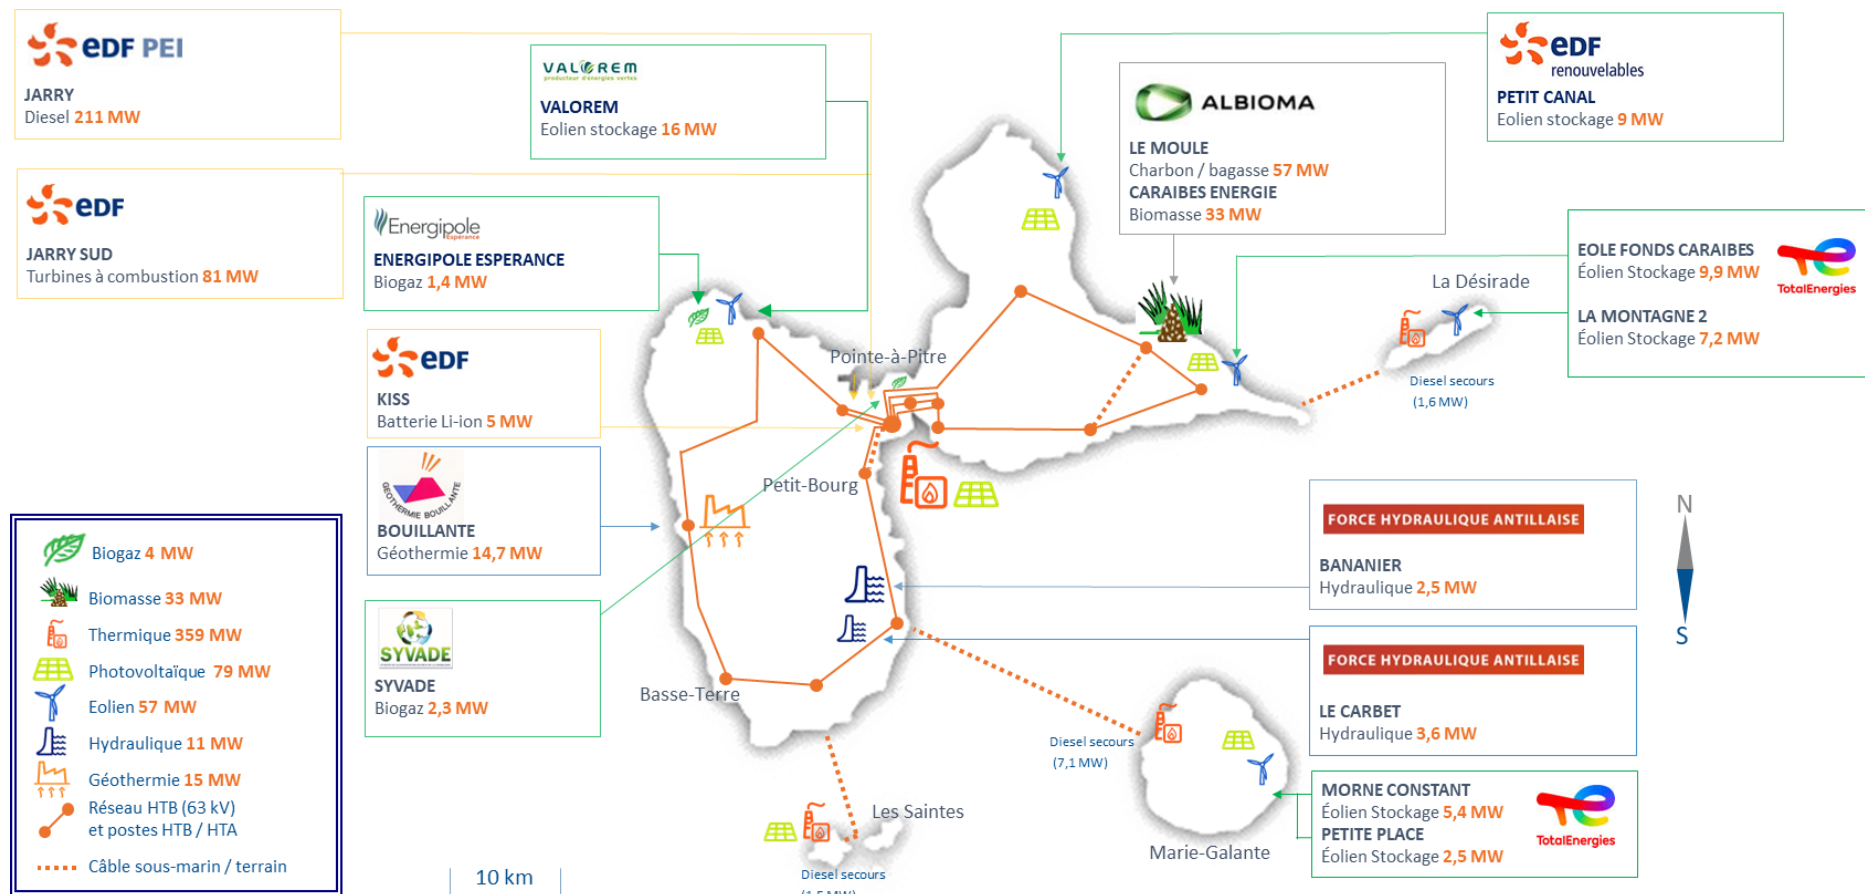 eDF PEI
JARRY
Diesel 211 MW
VALOREM
producteur d'énergies vertes
VALOREM
Eolien stockage 16 MW
eDF
JARRY SUD
Turbines à combustion 81 MW
Energipole
Espérance
ENERGIPOLE ESPERANCE
Biogaz 1,4 MW
ALBIOMA
LE MOULE
Charbon / bagasse 57 MW
CARAIBES ENERGIE
Biomasse 33 MW
eDF
renouvelables
PETIT CANAL
Eolien stockage 9 MW
EOLE FONDS CARAIBES
Éolien Stockage 9,9 MW
TotalEnergies
LA MONTAGNE 2
Éolien Stockage 7,2 MW
La Désirade
Diesel secours
(1,6 MW)
Pointe-à-Pitre
eDF
KISS
Batterie Li-ion 5 MW
GÉOTHERMIE BOUILLANTE
BOUILLANTE
Géothermie 14,7 MW
Petit-Bourg
SYVADE
SYVADE
Biogaz 2,3 MW
Basse-Terre
FORCE HYDRAULIQUE ANTILLAISE
BANANIER
Hydraulique 2,5 MW
FORCE HYDRAULIQUE ANTILLAISE
LE CARBET
Hydraulique 3,6 MW
N
S
Diesel secours
(7,1 MW)
MORNE CONSTANT
Éolien Stockage 5,4 MW
PETITE PLACE
Éolien Stockage 2,5 MW
TotalEnergies
Marie-Galante
Les Saintes
Diesel secours
(1,5 MW)
10 km
Biogaz 4 MW
Biomasse 33 MW
Thermique 359 MW
Photovoltaïque 79 MW
Eolien 57 MW
Hydraulique 11 MW
Géothermie 15 MW
Réseau HTB (63 kV)
et postes HTB / HTA
Câble sous-marin / terrain